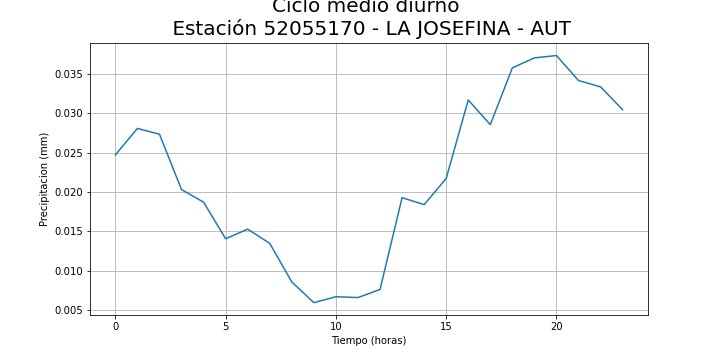 Ciclo medio diurno
Estación 52055170 - LA JOSEFINA - AUT
0.035
0.030
0.025
0.020
0.015
0.010
0.005
Precipitacion (mm)
0 5 10 15 20
Tiempo (horas)